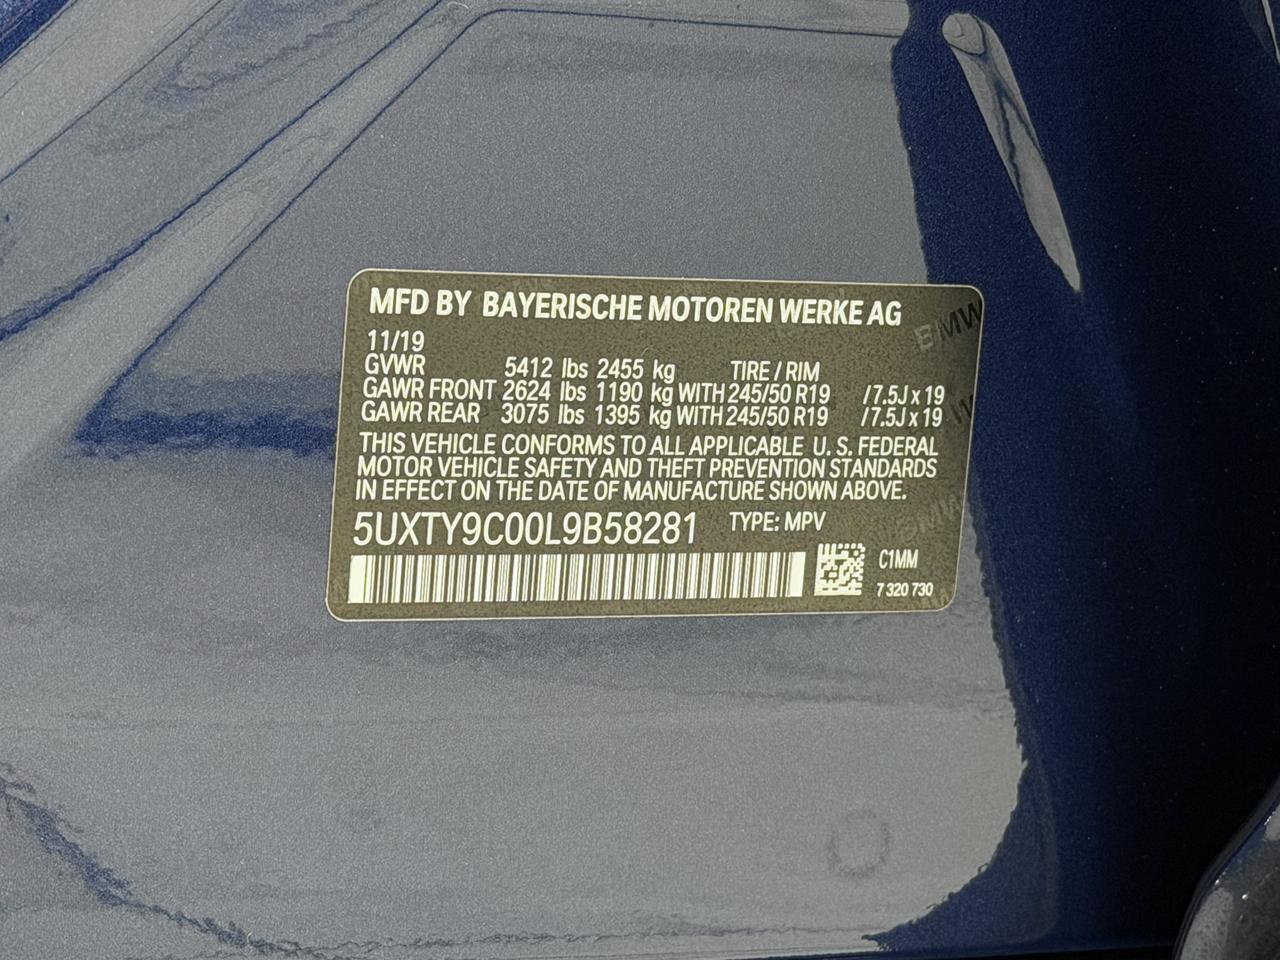 MFD BY BAYERISCHE MOTOREN WERKE AG
11/19
GVWR 5412 lbs 2455 kg TIRE / RIM
GAWR FRONT 2624 lbs 1190 kg WITH 245/50 R19 /7.5J x 19
GAWR REAR 3075 lbs 1395 kg WITH 245/50 R19 /7.5J x 19
THIS VEHICLE CONFORMS TO ALL APPLICABLE U. S. FEDERAL
MOTOR VEHICLE SAFETY AND THEFT PREVENTION STANDARDS
IN EFFECT ON THE DATE OF MANUFACTURE SHOWN ABOVE.
5UXTY9C00L9B58281 TYPE: MPV
C1MM
7 320 730
BMW
BMW